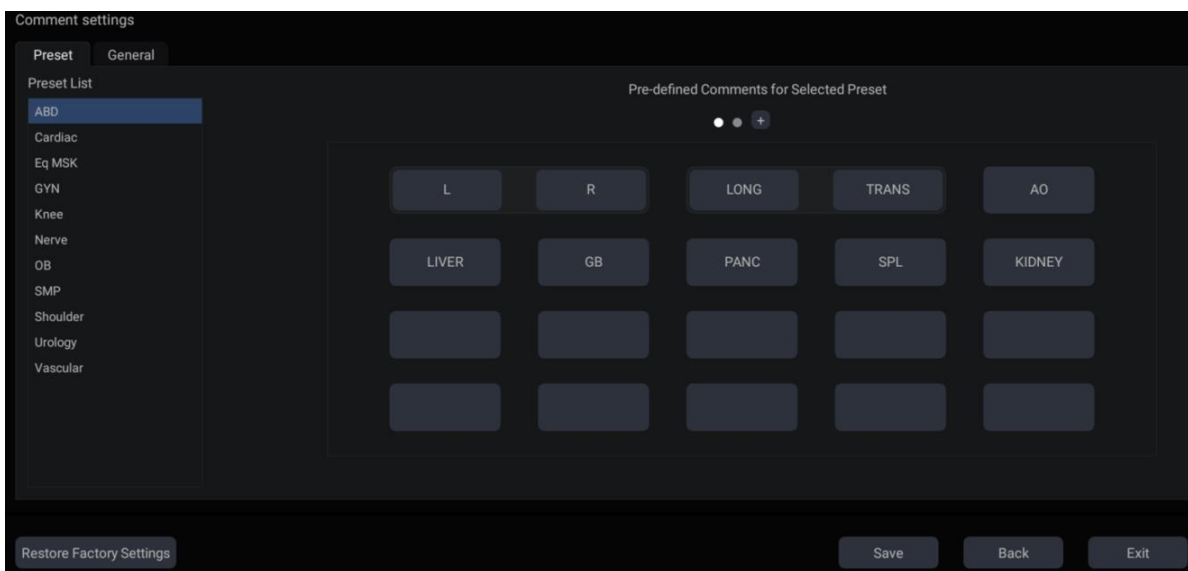 Comment settings
Preset General
Preset List
ABD
Cardiac
Eq MSK
GYN
Knee
Nerve
OB
SMP
Shoulder
Urology
Vascular
Pre-defined Comments for Selected Preset
+
L R LONG TRANS AO
LIVER GB PANC SPL KIDNEY
Restore Factory Settings Save Back Exit